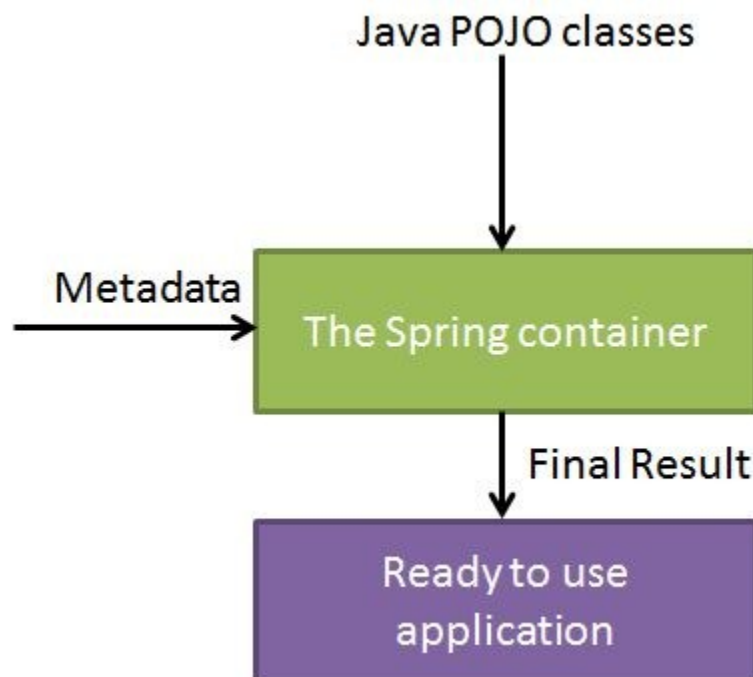 Java POJO classes
Metadata
The Spring container
Final Result
Ready to use
application